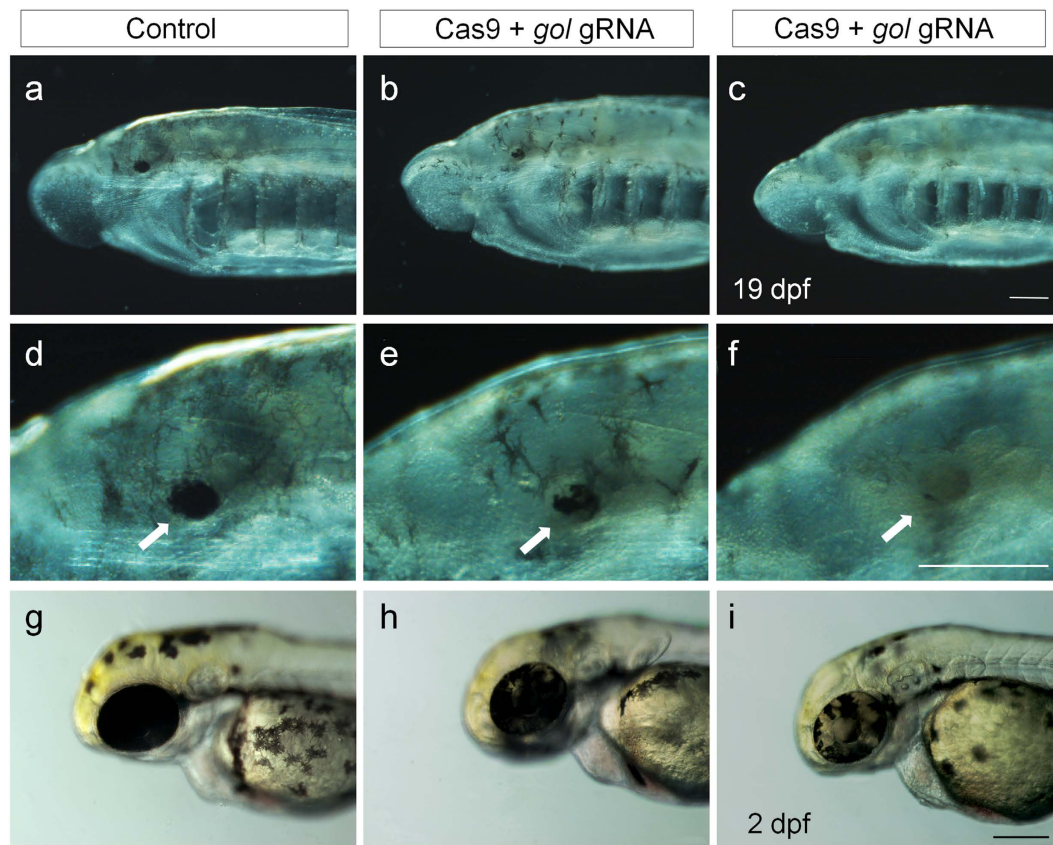 Control
Cas9 + gol gRNA
Cas9 + gol gRNA
a
b
c
19 dpf
d
e
f
g
h
i
2 dpf